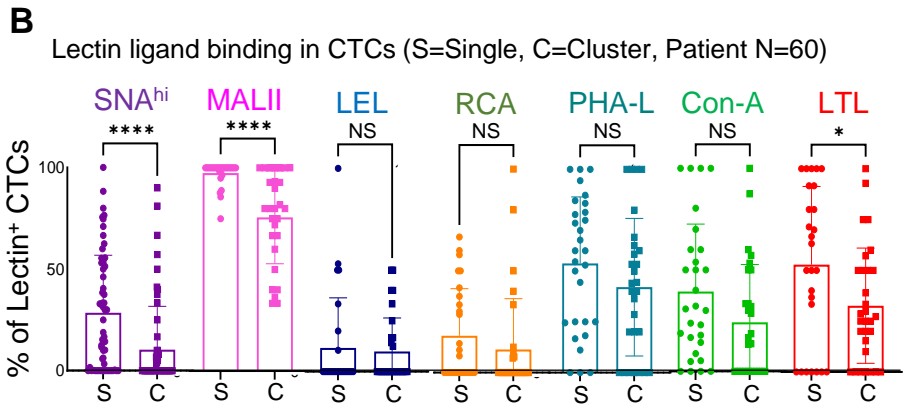 B
Lectin ligand binding in CTCs (S=Single, C=Cluster, Patient N=60)
SNAhi MALII LEL RCA PHA-L Con-A LTL
**** **** NS NS NS NS *
% of Lectin+ CTCs
100
50
0
S C S C S C S C S C S C S C